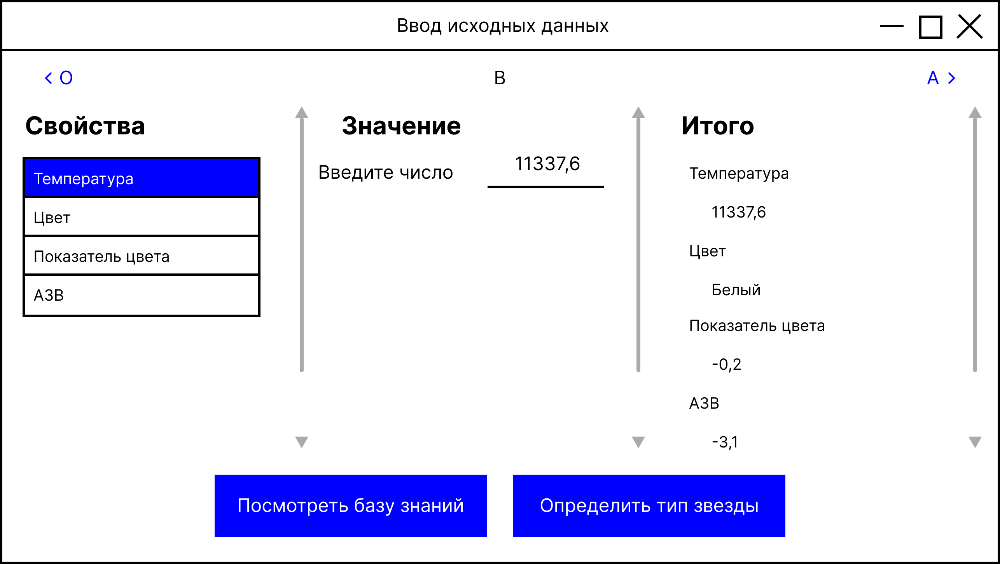 Ввод исходных данных
< O
B
A >
Свойства
Температура
Цвет
Показатель цвета
АЗВ
Значение
Введите число
11337,6
Итого
Температура
11337,6
Цвет
Белый
Показатель цвета
-0,2
АЗВ
-3,1
Посмотреть базу знаний
Определить тип звезды